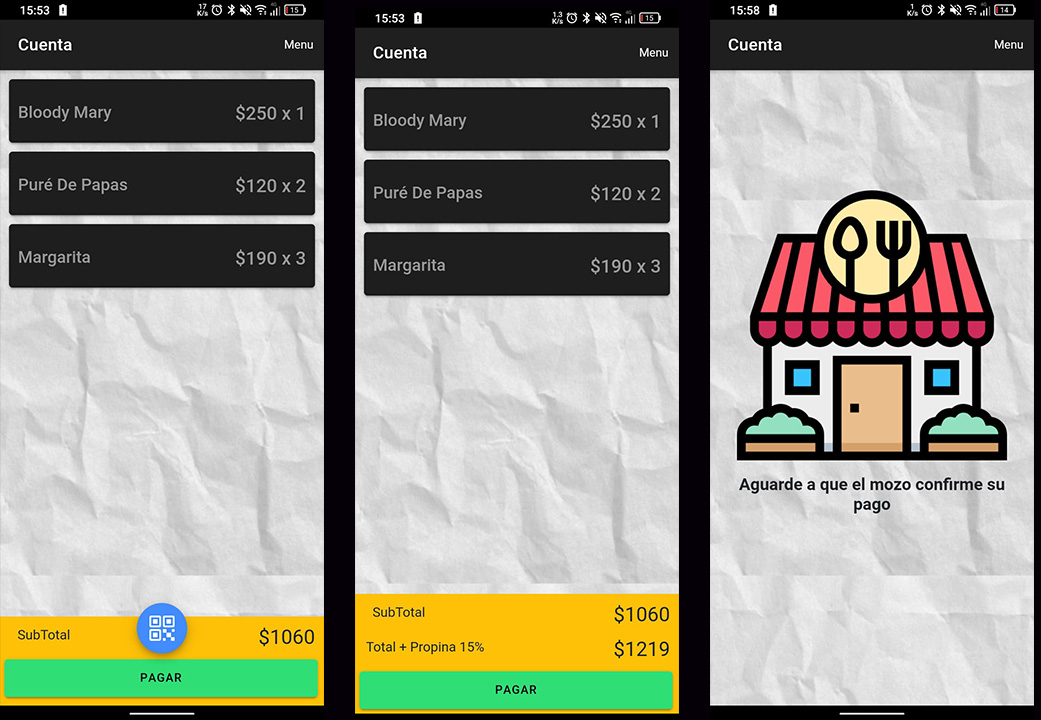 15:53
17
K/s
4G
15
Cuenta
Menu
Bloody Mary
$250 x 1
Puré De Papas
$120 x 2
Margarita
$190 x 3
SubTotal
$1060
PAGAR
15:53
1.3
K/s
4G
15
Cuenta
Menu
Bloody Mary
$250 x 1
Puré De Papas
$120 x 2
Margarita
$190 x 3
SubTotal
$1060
Total + Propina 15%
$1219
PAGAR
15:58
1
K/s
4G
14
Cuenta
Menu
Aguarde a que el mozo confirme su
pago